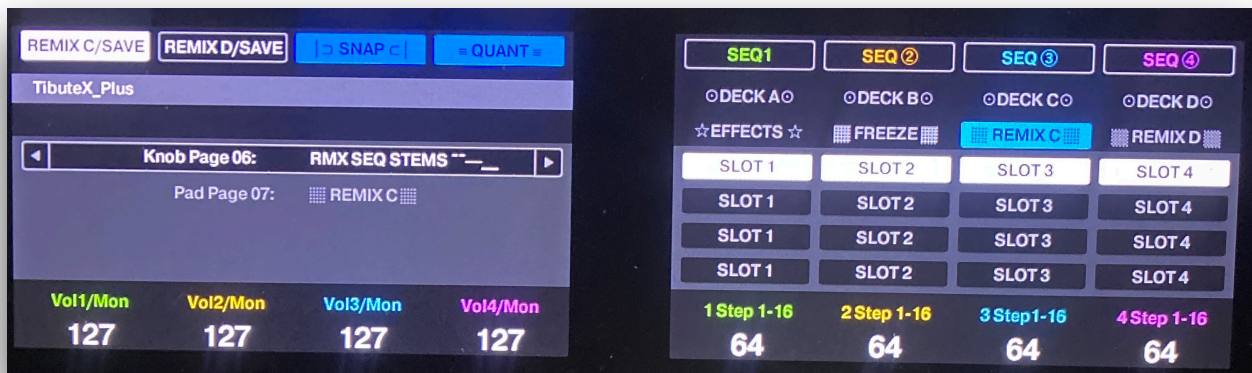 REMIX C/SAVE REMIX D/SAVE |⊃ SNAP ⊂| ≡ QUANT ≡
TibuteX_Plus
◀ Knob Page 06: RMX SEQ STEMS ¯¯—__ ▶
Pad Page 07: ▦ REMIX C ▦
Vol1/Mon Vol2/Mon Vol3/Mon Vol4/Mon
127 127 127 127
SEQ1 SEQ② SEQ③ SEQ④
⊙DECK A⊙ ⊙DECK B⊙ ⊙DECK C⊙ ⊙DECK D⊙
☆EFFECTS ☆ ▦ FREEZE ▦ ▦ REMIX C ▦ ▦ REMIX D ▦
SLOT 1 SLOT 2 SLOT 3 SLOT 4
SLOT 1 SLOT 2 SLOT 3 SLOT 4
SLOT 1 SLOT 2 SLOT 3 SLOT 4
SLOT 1 SLOT 2 SLOT 3 SLOT 4
1 Step 1-16 2 Step 1-16 3 Step1-16 4 Step 1-16
64 64 64 64